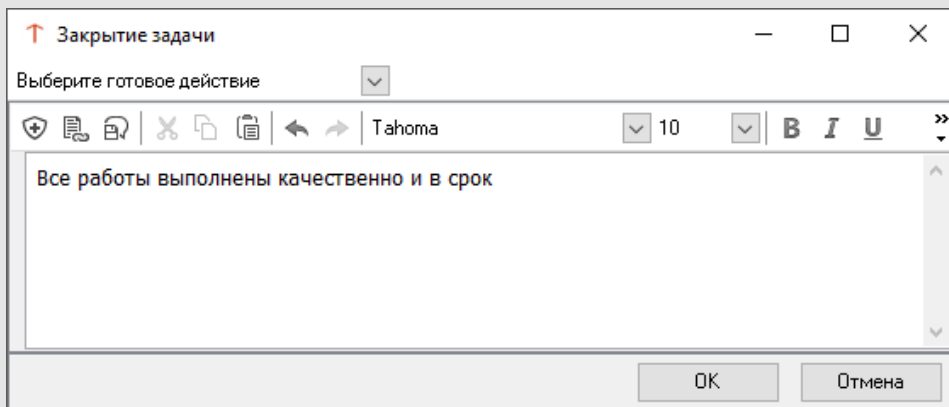 Закрытие задачи
Выберите готовое действие
Tahoma 10 B I U
Все работы выполнены качественно и в срок
OK Отмена